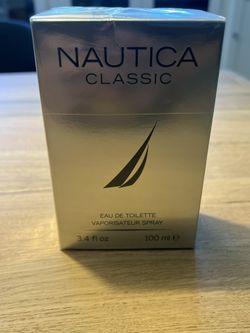 NAUTICA
CLASSIC
EAU DE TOILETTE
VAPORISATEUR SPRAY
3.4 fl oz 100 ml ℮